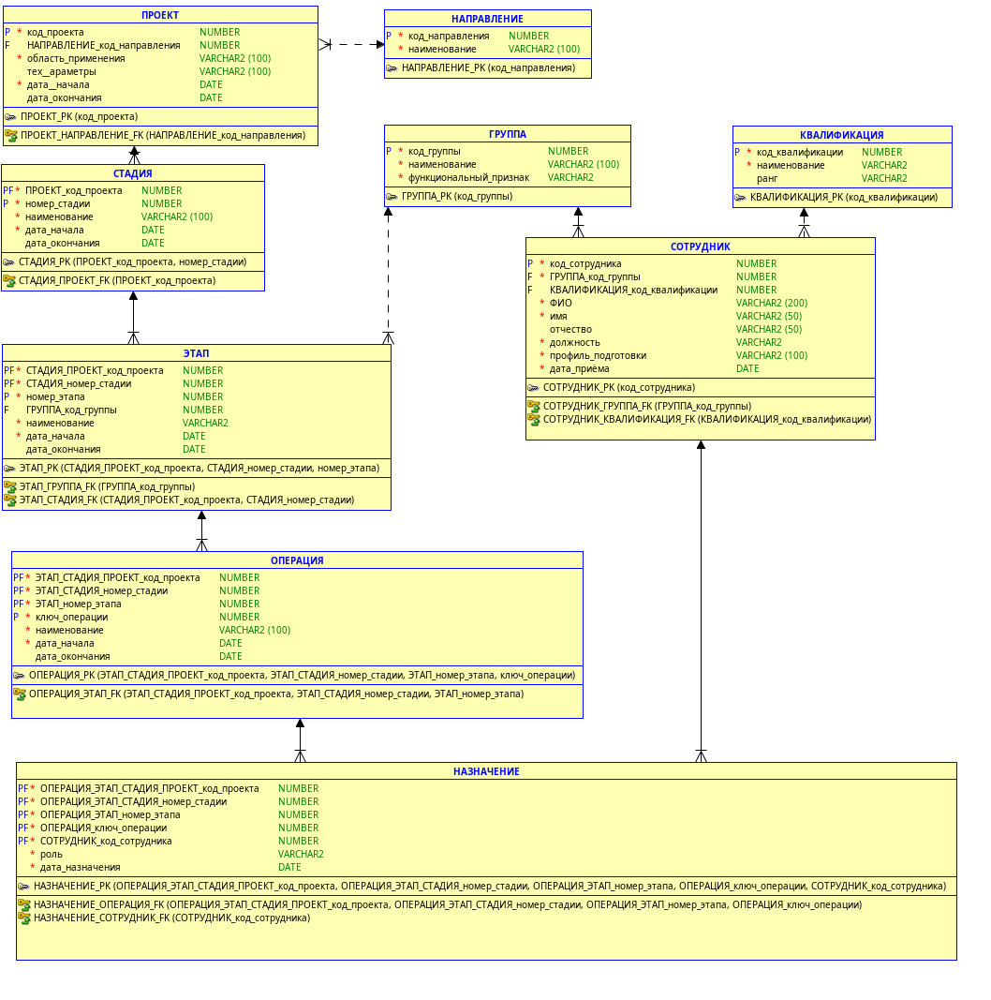 ПРОЕКТ
P * код_проекта NUMBER
F НАПРАВЛЕНИЕ_код_направления NUMBER
* область_применения VARCHAR2 (100)
тех__араметры VARCHAR2 (100)
* дата__начала DATE
дата_окончания DATE
ПРОЕКТ_PK (код_проекта)
ПРОЕКТ_НАПРАВЛЕНИЕ_FK (НАПРАВЛЕНИЕ_код_направления)
НАПРАВЛЕНИЕ
P * код_направления NUMBER
* наименование VARCHAR2 (100)
НАПРАВЛЕНИЕ_PK (код_направления)
СТАДИЯ
PF * ПРОЕКТ_код_проекта NUMBER
P * номер_стадии NUMBER
* наименование VARCHAR2 (100)
* дата_начала DATE
дата_окончания DATE
СТАДИЯ_PK (ПРОЕКТ_код_проекта, номер_стадии)
СТАДИЯ_ПРОЕКТ_FK (ПРОЕКТ_код_проекта)
ГРУППА
P * код_группы NUMBER
* наименование VARCHAR2 (100)
* функциональный_признак VARCHAR2
ГРУППА_PK (код_группы)
КВАЛИФИКАЦИЯ
P * код_квалификации NUMBER
* наименование VARCHAR2
ранг VARCHAR2
КВАЛИФИКАЦИЯ_PK (код_квалификации)
СОТРУДНИК
P * код_сотрудника NUMBER
F * ГРУППА_код_группы NUMBER
F КВАЛИФИКАЦИЯ_код_квалификации NUMBER
* ФИО VARCHAR2 (200)
* имя VARCHAR2 (50)
отчество VARCHAR2 (50)
* должность VARCHAR2
* профиль_подготовки VARCHAR2 (100)
* дата_приёма DATE
СОТРУДНИК_PK (код_сотрудника)
СОТРУДНИК_ГРУППА_FK (ГРУППА_код_группы)
СОТРУДНИК_КВАЛИФИКАЦИЯ_FK (КВАЛИФИКАЦИЯ_код_квалификации)
ЭТАП
PF * СТАДИЯ_ПРОЕКТ_код_проекта NUMBER
PF * СТАДИЯ_номер_стадии NUMBER
P * номер_этапа NUMBER
F ГРУППА_код_группы NUMBER
* наименование VARCHAR2
* дата_начала DATE
дата_окончания DATE
ЭТАП_PK (СТАДИЯ_ПРОЕКТ_код_проекта, СТАДИЯ_номер_стадии, номер_этапа)
ЭТАП_ГРУППА_FK (ГРУППА_код_группы)
ЭТАП_СТАДИЯ_FK (СТАДИЯ_ПРОЕКТ_код_проекта, СТАДИЯ_номер_стадии)
ОПЕРАЦИЯ
PF * ЭТАП_СТАДИЯ_ПРОЕКТ_код_проекта NUMBER
PF * ЭТАП_СТАДИЯ_номер_стадии NUMBER
PF * ЭТАП_номер_этапа NUMBER
P * ключ_операции NUMBER
* наименование VARCHAR2 (100)
* дата_начала DATE
дата_окончания DATE
ОПЕРАЦИЯ_PK (ЭТАП_СТАДИЯ_ПРОЕКТ_код_проекта, ЭТАП_СТАДИЯ_номер_стадии, ЭТАП_номер_этапа, ключ_операции)
ОПЕРАЦИЯ_ЭТАП_FK (ЭТАП_СТАДИЯ_ПРОЕКТ_код_проекта, ЭТАП_СТАДИЯ_номер_стадии, ЭТАП_номер_этапа)
НАЗНАЧЕНИЕ
PF * ОПЕРАЦИЯ_ЭТАП_СТАДИЯ_ПРОЕКТ_код_проекта NUMBER
PF * ОПЕРАЦИЯ_ЭТАП_СТАДИЯ_номер_стадии NUMBER
PF * ОПЕРАЦИЯ_ЭТАП_номер_этапа NUMBER
PF * ОПЕРАЦИЯ_ключ_операции NUMBER
PF * СОТРУДНИК_код_сотрудника NUMBER
* роль VARCHAR2
* дата_назначения DATE
НАЗНАЧЕНИЕ_PK (ОПЕРАЦИЯ_ЭТАП_СТАДИЯ_ПРОЕКТ_код_проекта, ОПЕРАЦИЯ_ЭТАП_СТАДИЯ_номер_стадии, ОПЕРАЦИЯ_ЭТАП_номер_этапа, ОПЕРАЦИЯ_ключ_операции, СОТРУДНИК_код_сотрудника)
НАЗНАЧЕНИЕ_ОПЕРАЦИЯ_FK (ОПЕРАЦИЯ_ЭТАП_СТАДИЯ_ПРОЕКТ_код_проекта, ОПЕРАЦИЯ_ЭТАП_СТАДИЯ_номер_стадии, ОПЕРАЦИЯ_ЭТАП_номер_этапа, ОПЕРАЦИЯ_ключ_операции)
НАЗНАЧЕНИЕ_СОТРУДНИК_FK (СОТРУДНИК_код_сотрудника)